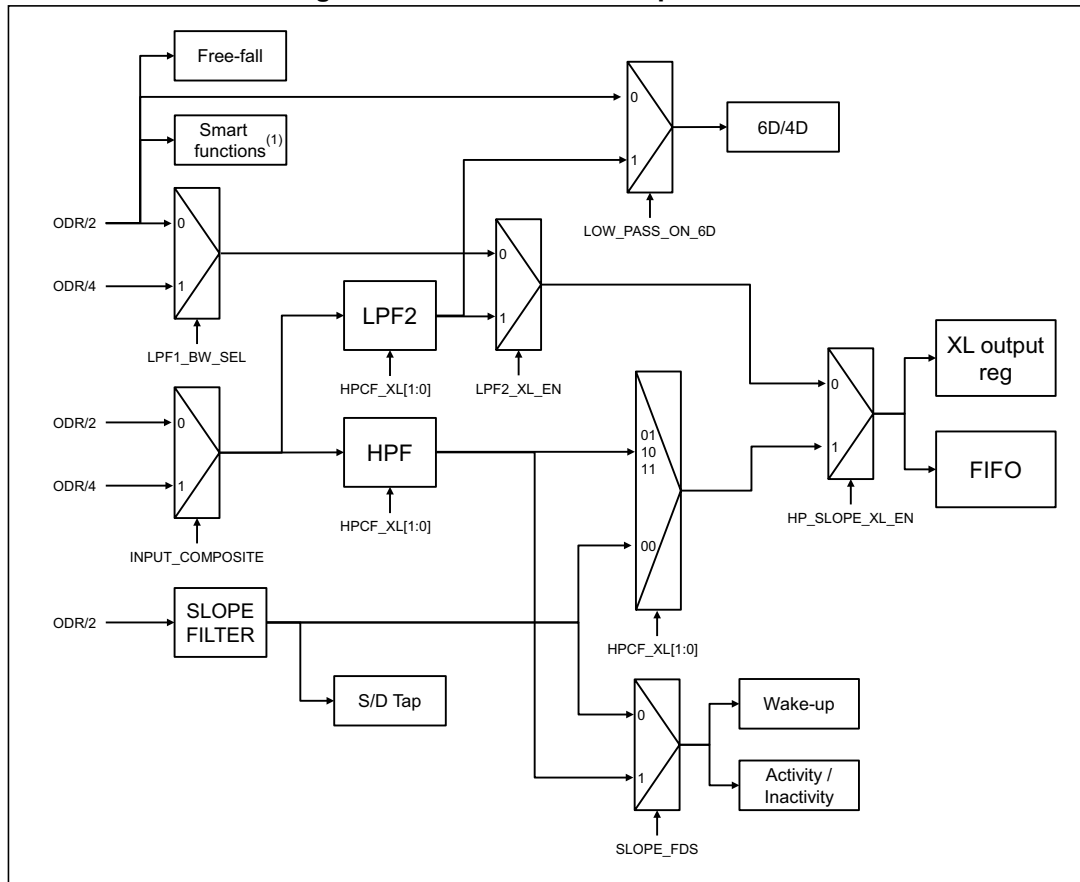 Free-fall
0
Smart
functions(1)
6D/4D
1
ODR/2
0
LOW_PASS_ON_6D
0
ODR/4
1
LPF2
1
XL output
reg
LPF1_BW_SEL
HPCF_XL[1:0]
LPF2_XL_EN
0
ODR/2
0
01
10
11
HPF
1
FIFO
ODR/4
1
HP_SLOPE_XL_EN
HPCF_XL[1:0]
INPUT_COMPOSITE
00
SLOPE
FILTER
ODR/2
HPCF_XL[1:0]
S/D Tap
0
Wake-up
1
Activity /
Inactivity
SLOPE_FDS